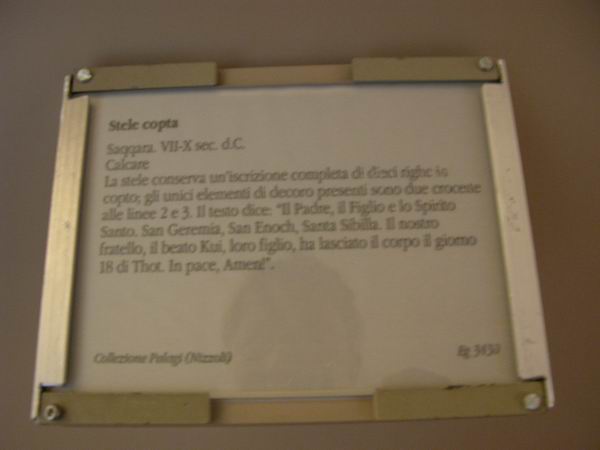 Stele copta
Saqqara. VII-X sec. d.C.
Calcare
La stele conserva un'iscrizione completa di dieci righe in
copto; gli unici elementi di decoro presenti sono due crocette
alle linee 2 e 3. Il testo dice: "Il Padre, il Figlio e lo Spirito
Santo. San Geremia, San Enoch, Santa Sibilla. Il nostro
fratello, il beato Kui, loro figlio, ha lasciato il corpo il giorno
18 di Thot. In pace, Amen!".
Collezione Palagi (Nizzoli)
Eg